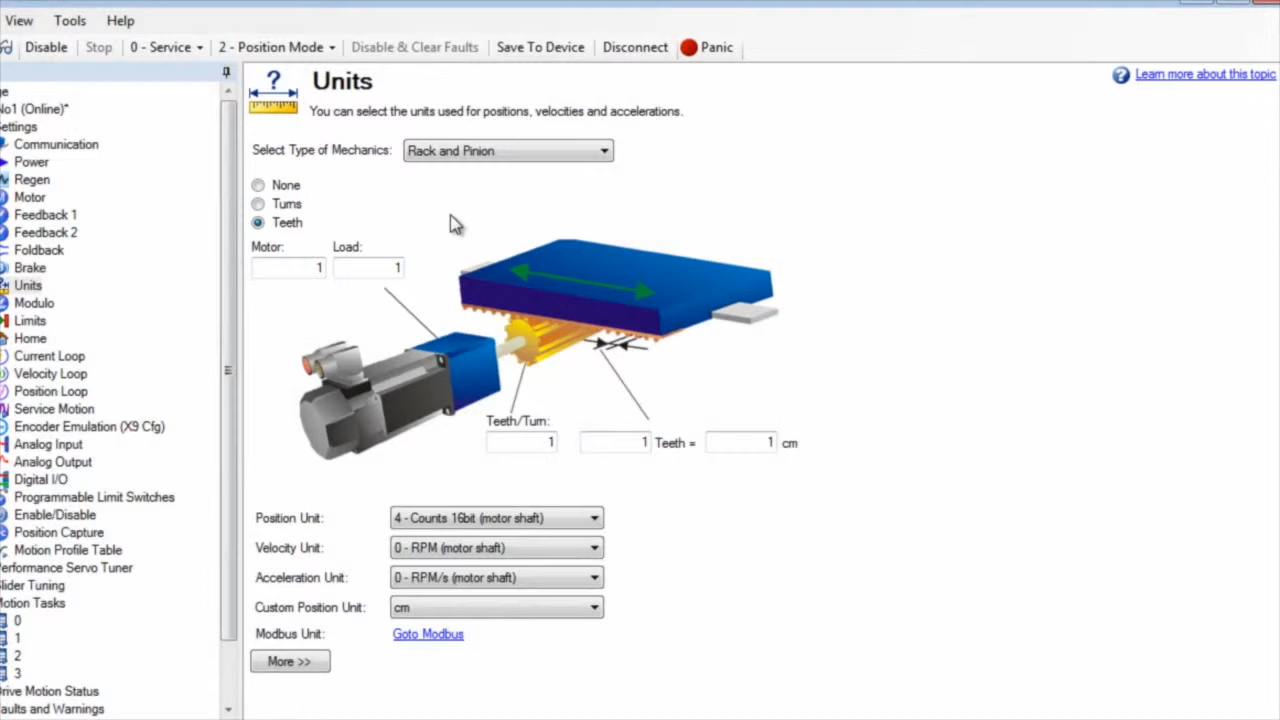 View Tools Help
Disable Stop 0 - Service 2 - Position Mode Disable & Clear Faults Save To Device Disconnect Panic
Units
Learn more about this topic
You can select the units used for positions, velocities and accelerations.
Select Type of Mechanics: Rack and Pinion
None
Turns
Teeth
Motor: Load:
1 1
Teeth/Turn:
1 1 Teeth = 1 cm
Position Unit: 4 - Counts 16bit (motor shaft)
Velocity Unit: 0 - RPM (motor shaft)
Acceleration Unit: 0 - RPM/s (motor shaft)
Custom Position Unit: cm
Modbus Unit: Goto Modbus
More >>
ge
No1 (Online)*
Settings
Communication
Power
Regen
Motor
Feedback 1
Feedback 2
Foldback
Brake
Units
Modulo
Limits
Home
Current Loop
Velocity Loop
Position Loop
Service Motion
Encoder Emulation (X9 Cfg)
Analog Input
Analog Output
Digital I/O
Programmable Limit Switches
Enable/Disable
Position Capture
Motion Profile Table
erformance Servo Tuner
Slider Tuning
Motion Tasks
0
1
2
3
Drive Motion Status
Faults and Warnings